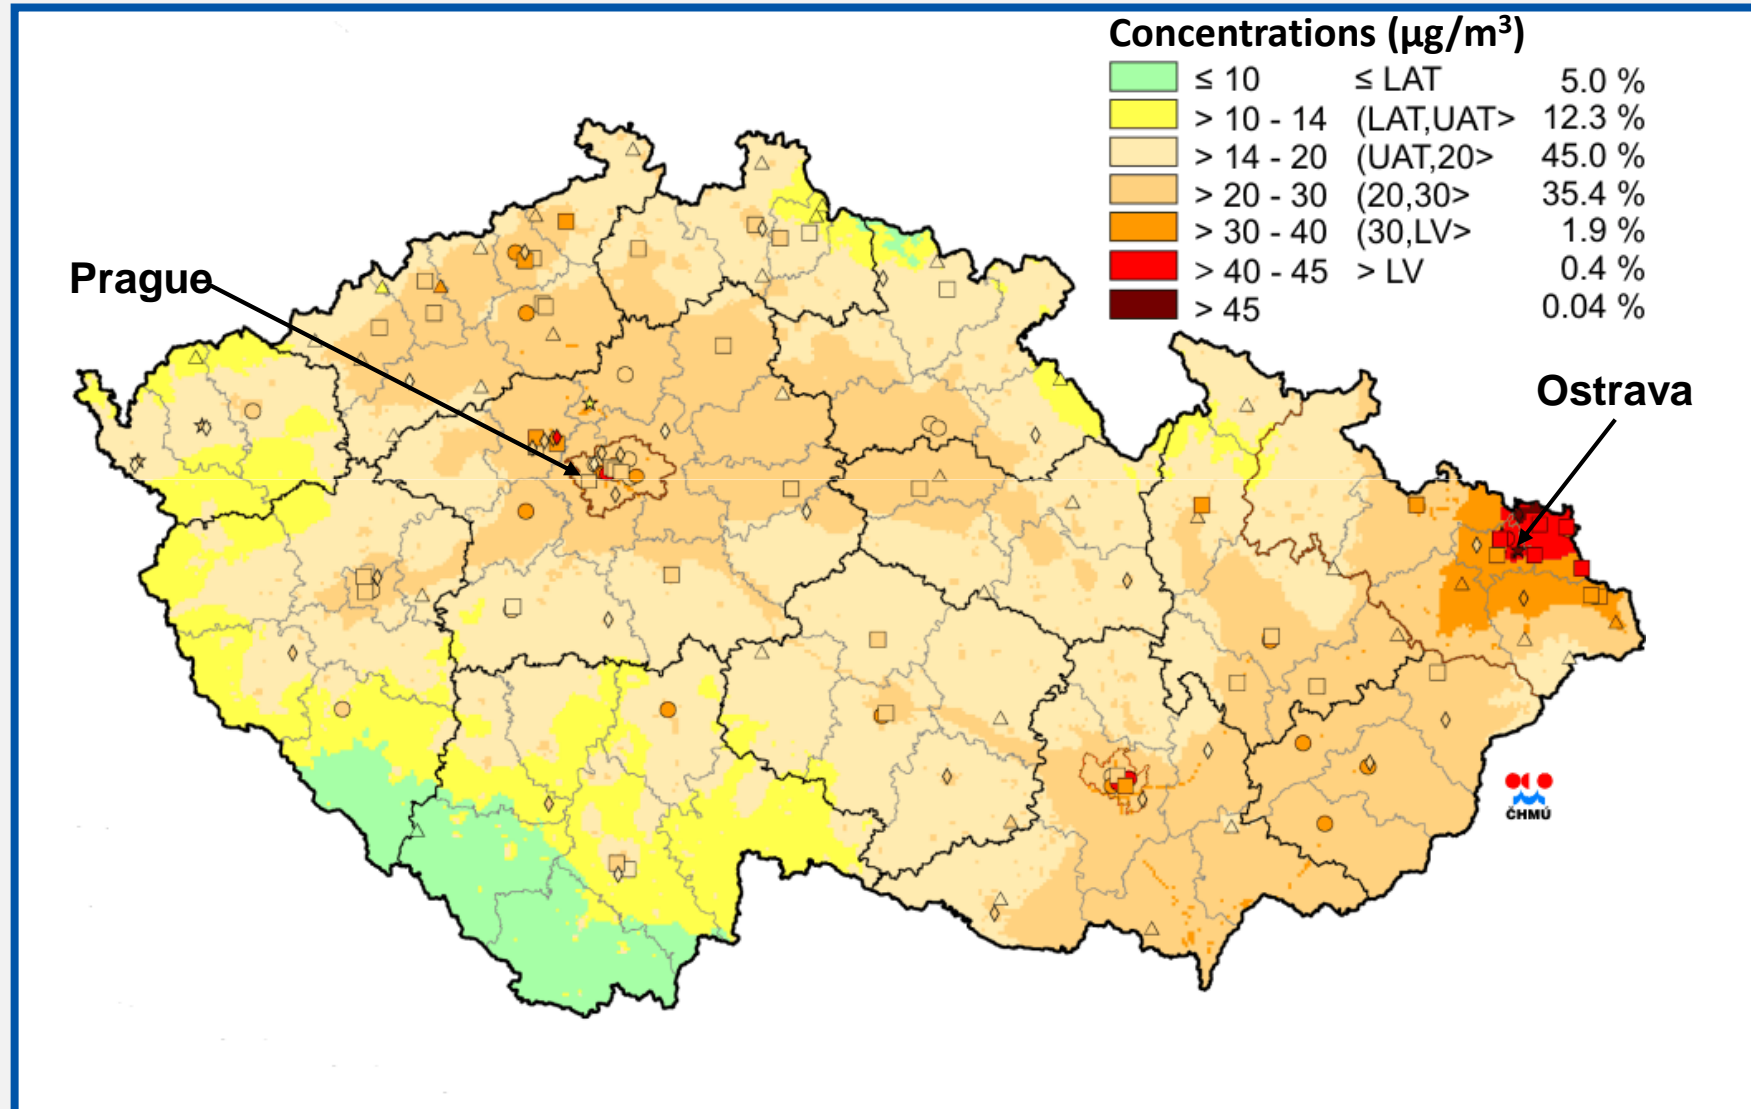 Concentrations (µg/m³)
≤ 10 ≤ LAT 5.0 %
> 10 - 14 (LAT,UAT> 12.3 %
> 14 - 20 (UAT,20> 45.0 %
> 20 - 30 (20,30> 35.4 %
> 30 - 40 (30,LV> 1.9 %
> 40 - 45 > LV 0.4 %
> 45 0.04 %
Prague
Ostrava
ČHMÚ